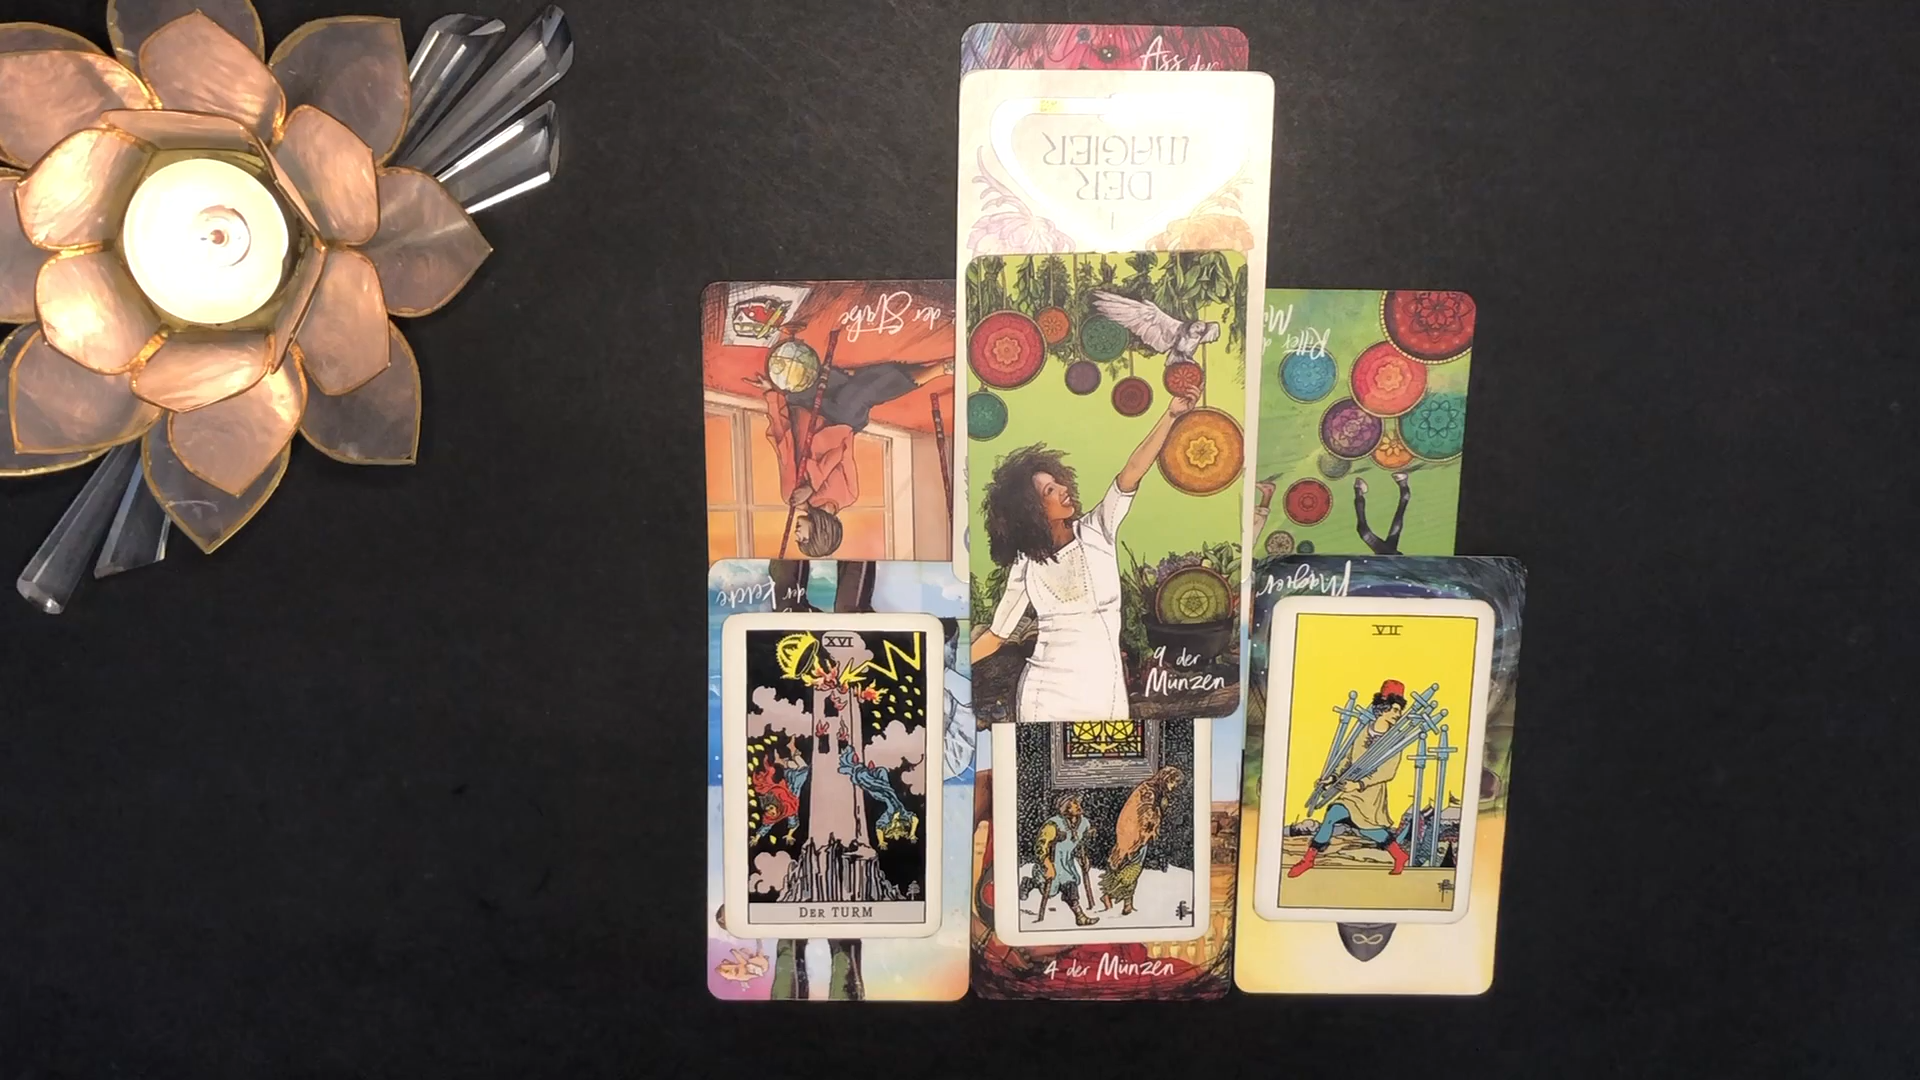 Ass der
DER
MAGIER
I
der Stäbe
Ritter d
Mü
der Kelche
Magier
XVI
DER TURM
9 der
Münzen
VII
4 der Münzen